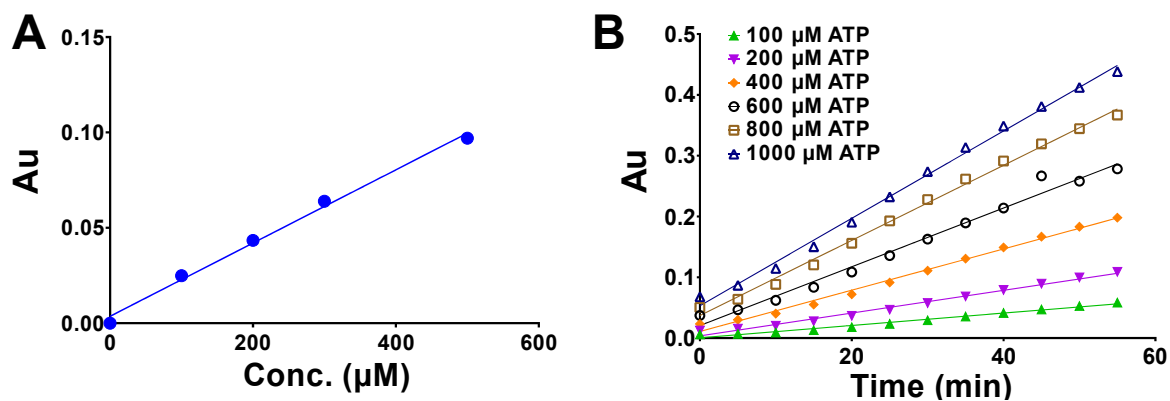 A
0.15
0.10
0.05
0.00
Au
0
200
400
600
Conc. (µM)
B
0.5
0.4
0.3
0.2
0.1
0.0
Au
100 µM ATP
200 µM ATP
400 µM ATP
600 µM ATP
800 µM ATP
1000 µM ATP
0
20
40
60
Time (min)